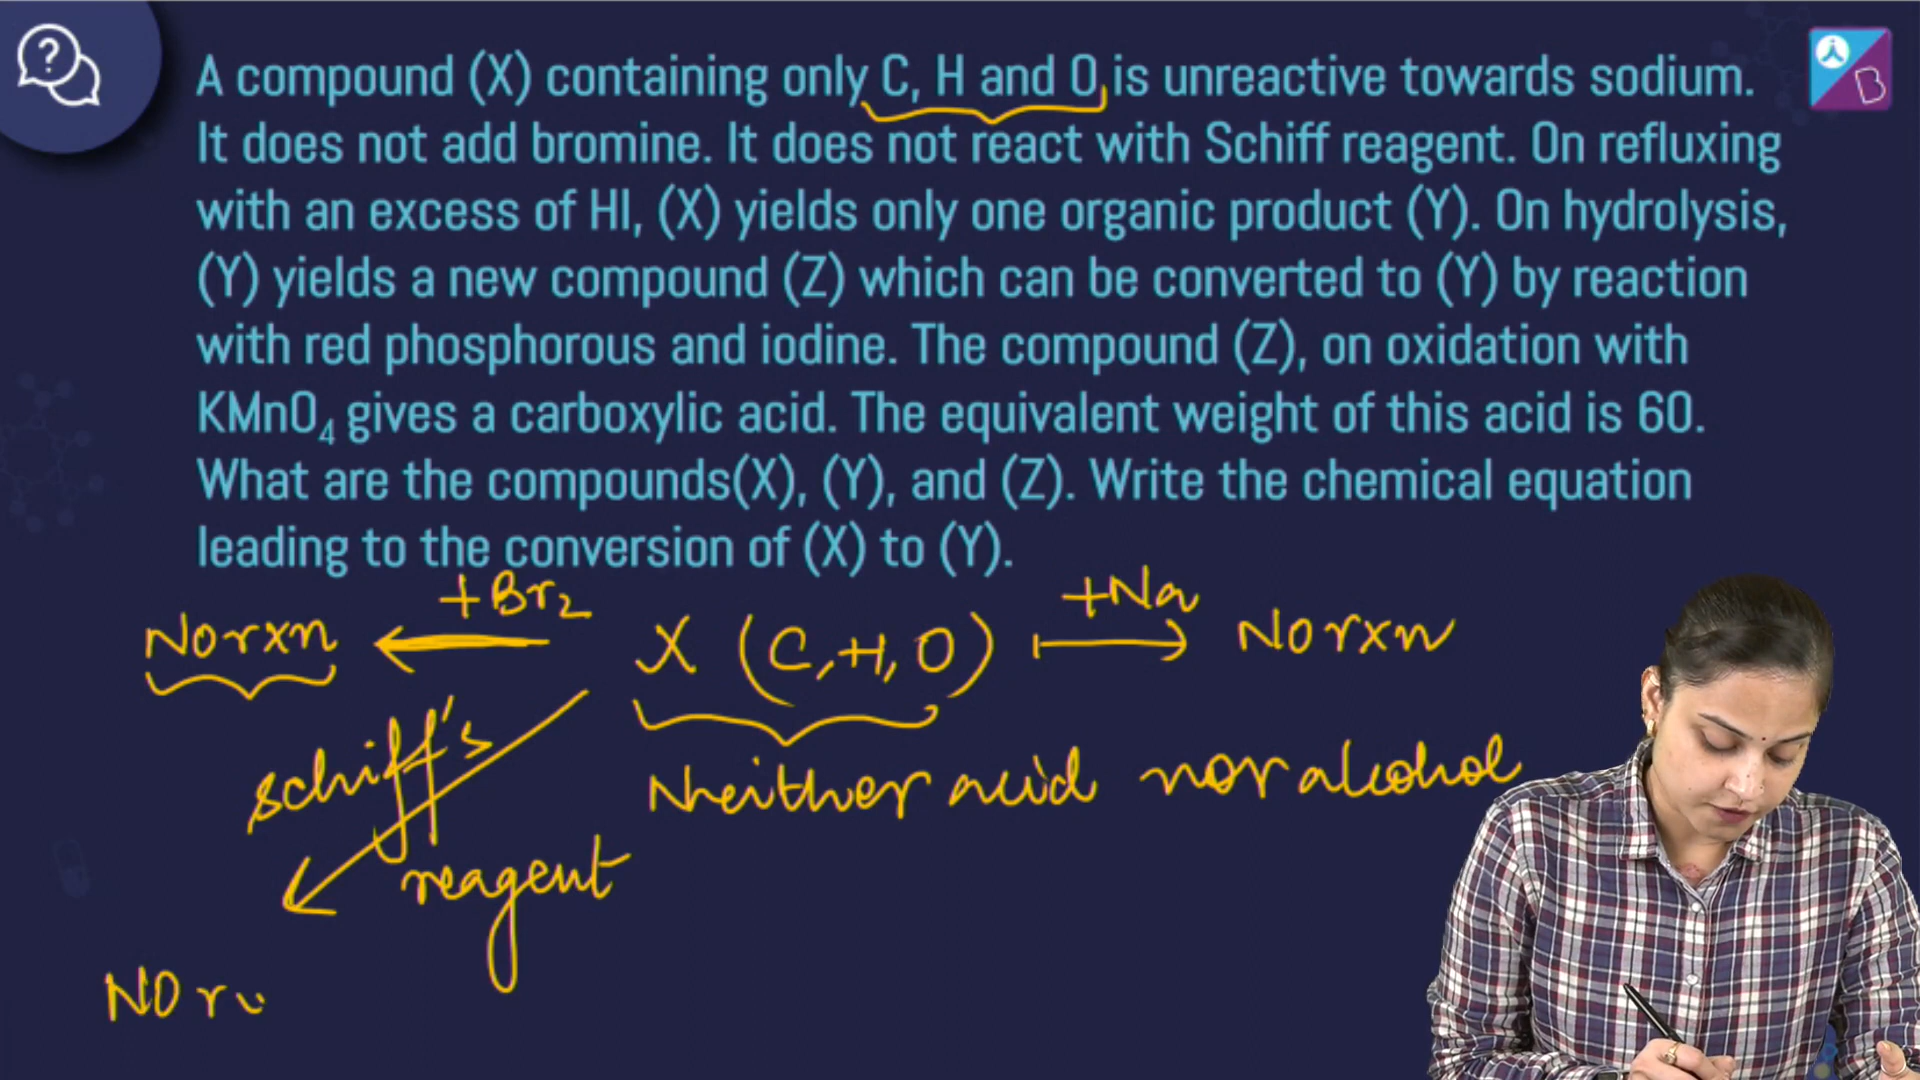 A compound (X) containing only C, H and O, is unreactive towards sodium.
It does not add bromine. It does not react with Schiff reagent. On refluxing
with an excess of HI, (X) yields only one organic product (Y). On hydrolysis,
(Y) yields a new compound (Z) which can be converted to (Y) by reaction
with red phosphorous and iodine. The compound (Z), on oxidation with
KMnO₄ gives a carboxylic acid. The equivalent weight of this acid is 60.
What are the compounds(X), (Y), and (Z). Write the chemical equation
leading to the conversion of (X) to (Y).
+Br₂
+Na
No rxn
X (C,H,O)
No rxn
schiff's
reagent
Neither acid nor alcohol
NO